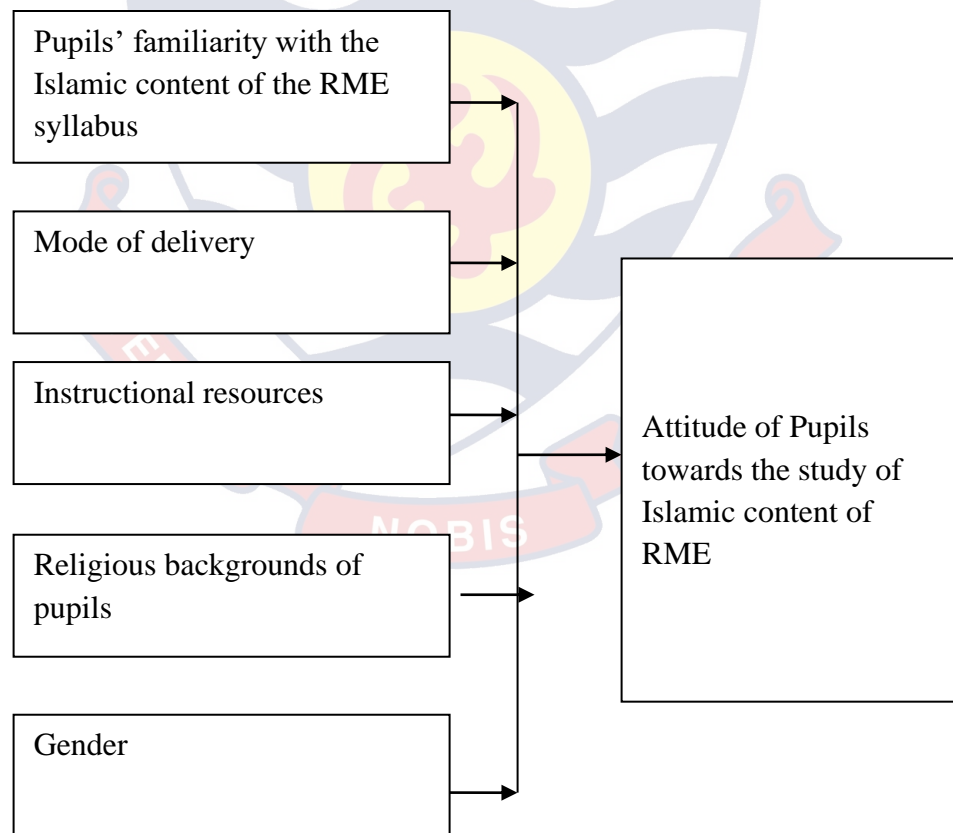 Pupils’ familiarity with the
Islamic content of the RME
syllabus
Mode of delivery
Instructional resources
Religious backgrounds of
pupils
Gender
Attitude of Pupils
towards the study of
Islamic content of
RME
NOBIS